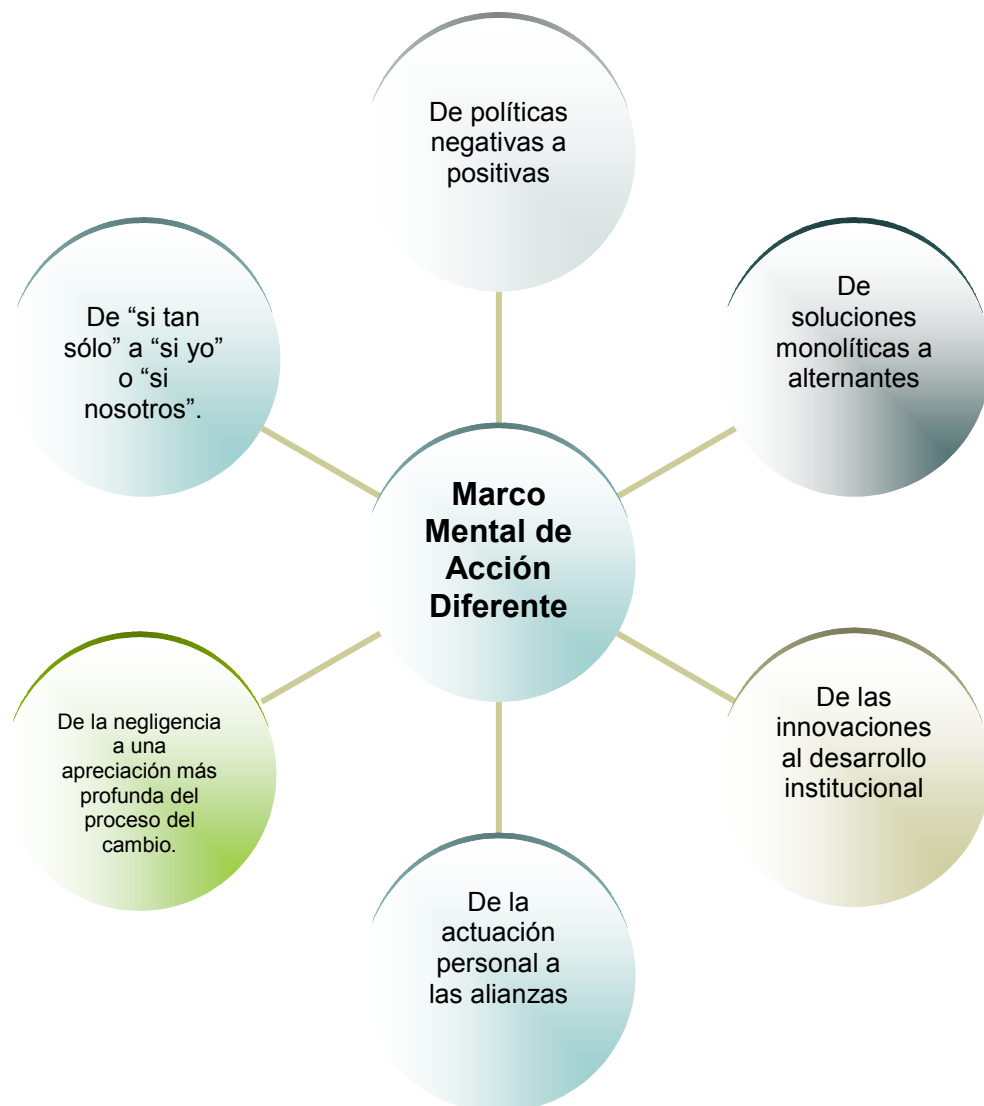 De políticas
negativas a
positivas
De
soluciones
monolíticas a
alternantes
De las
innovaciones
al desarrollo
institucional
De la
actuación
personal a
las alianzas
De la negligencia
a una
apreciación más
profunda del
proceso del
cambio.
De “si tan
sólo” a “si yo”
o “si
nosotros”.
Marco
Mental de
Acción
Diferente